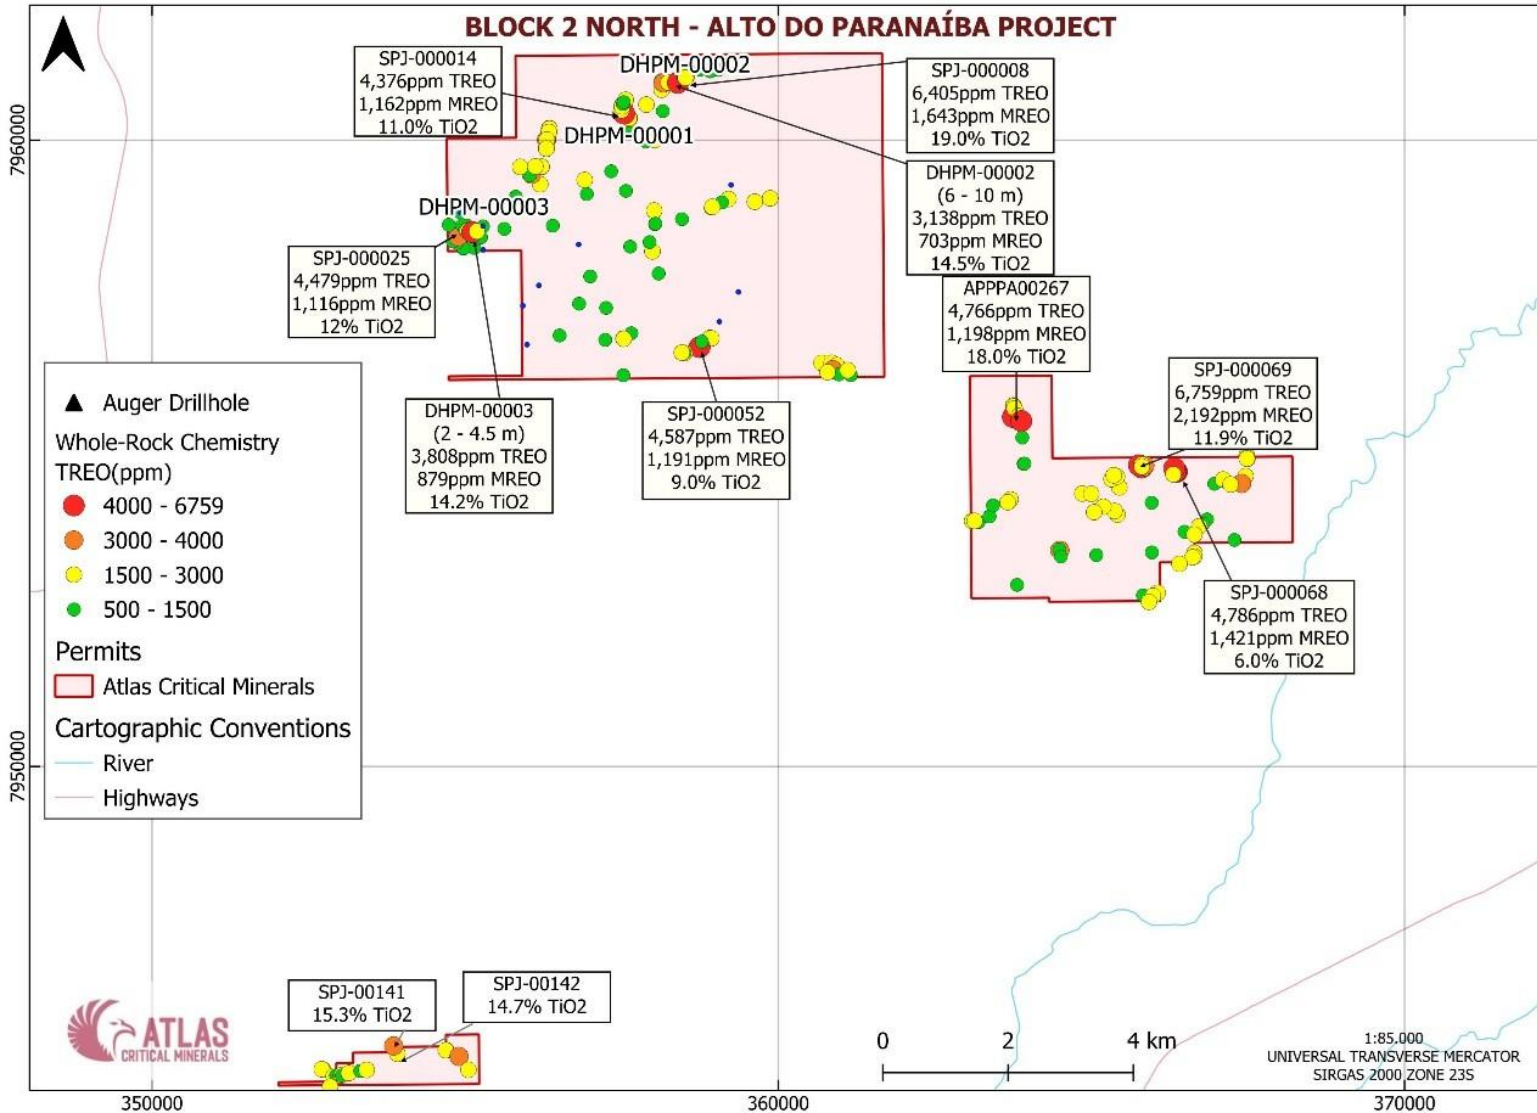 BLOCK 2 NORTH - ALTO DO PARANAÍBA PROJECT
SPJ-000014
4,376ppm TREO
1,162ppm MREO
11.0% TiO2
DHPM-00002
SPJ-000008
6,405ppm TREO
1,643ppm MREO
19.0% TiO2
DHPM-00001
DHPM-00002
(6 - 10 m)
3,138ppm TREO
703ppm MREO
14.5% TiO2
DHPM-00003
SPJ-000025
4,479ppm TREO
1,116ppm MREO
12% TiO2
APPPA00267
4,766ppm TREO
1,198ppm MREO
18.0% TiO2
SPJ-000069
6,759ppm TREO
2,192ppm MREO
11.9% TiO2
DHPM-00003
(2 - 4.5 m)
3,808ppm TREO
879ppm MREO
14.2% TiO2
SPJ-000052
4,587ppm TREO
1,191ppm MREO
9.0% TiO2
SPJ-000068
4,786ppm TREO
1,421ppm MREO
6.0% TiO2
Auger Drillhole
Whole-Rock Chemistry
TREO(ppm)
4000 - 6759
3000 - 4000
1500 - 3000
500 - 1500
Permits
Atlas Critical Minerals
Cartographic Conventions
River
Highways
7960000
7950000
SPJ-00141
15.3% TiO2
SPJ-00142
14.7% TiO2
ATLAS
CRITICAL MINERALS
0 2 4 km
1:85.000
UNIVERSAL TRANSVERSE MERCATOR
SIRGAS 2000 ZONE 23S
350000 360000 370000